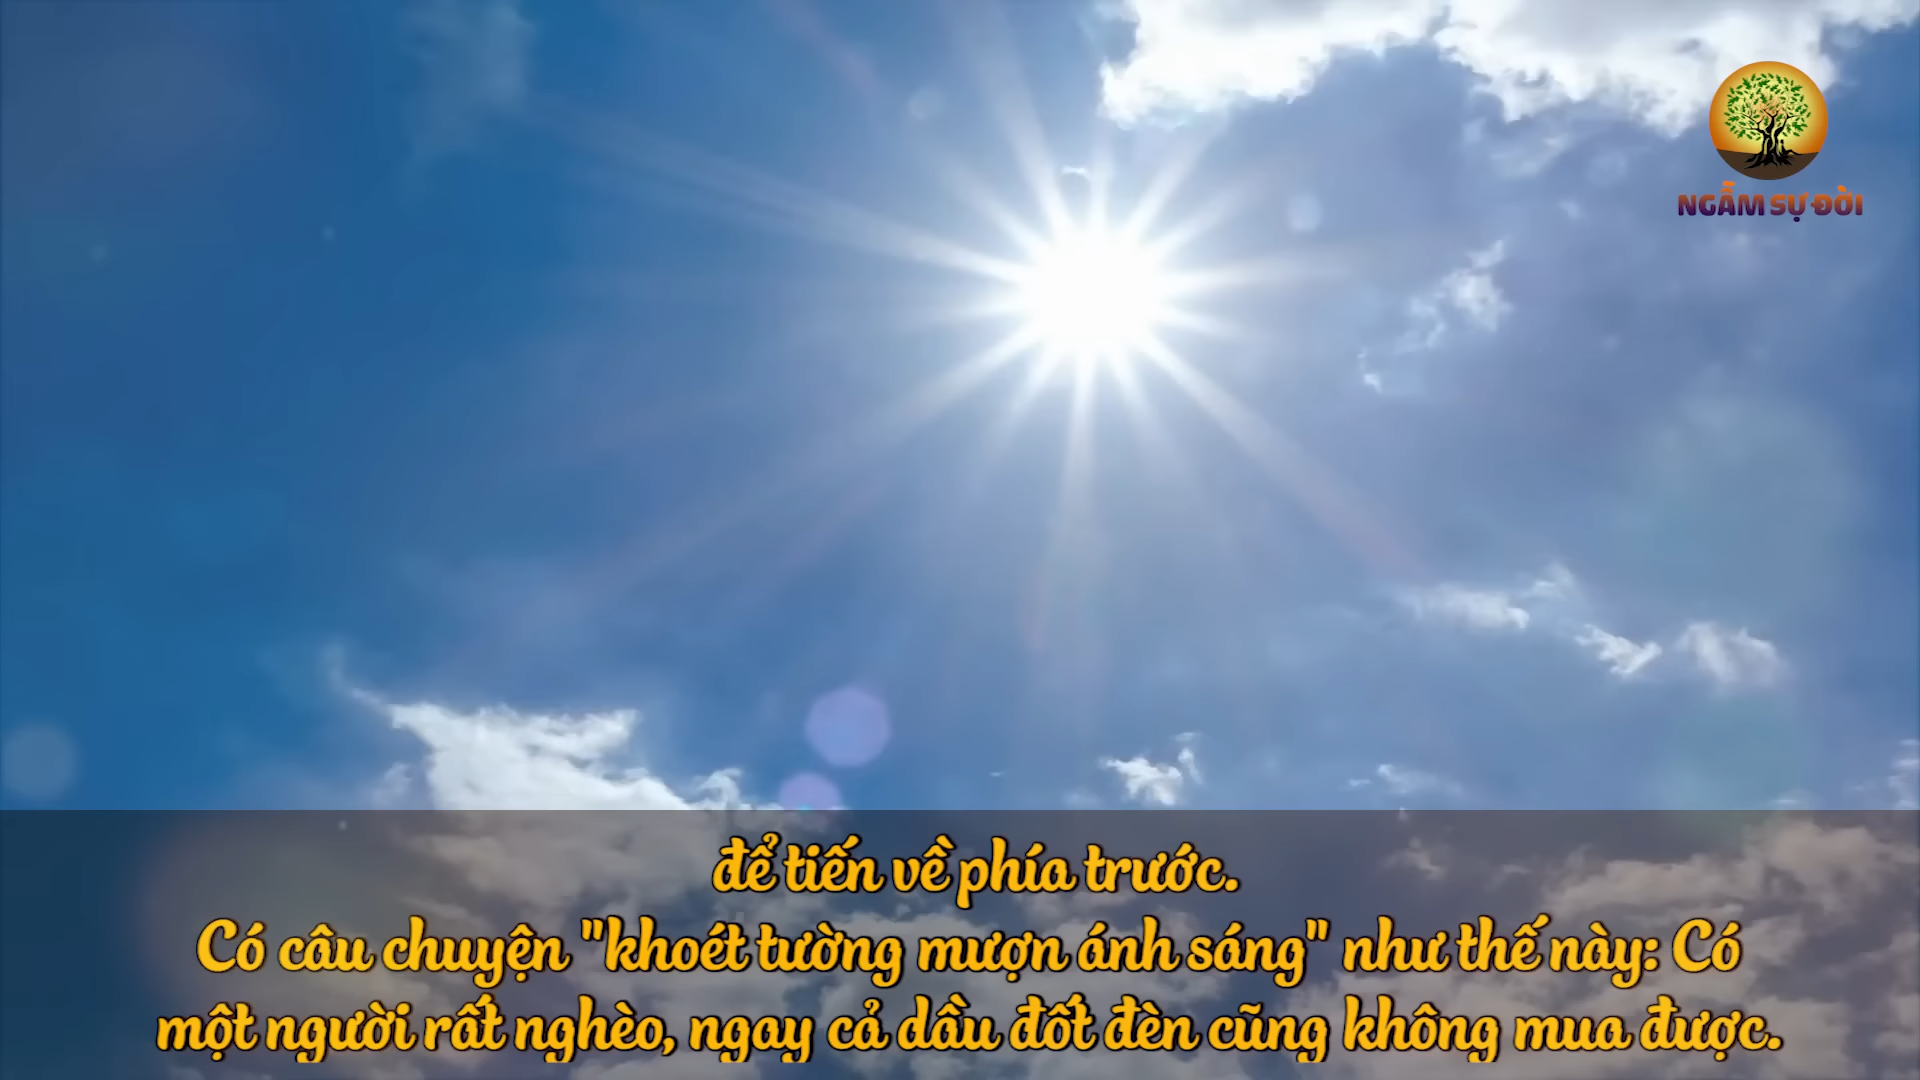 NGẪM SỰ ĐỜI
để tiến về phía trước.
Có câu chuyện "khoét tường mượn ánh sáng" như thế này: Có
một người rất nghèo, ngay cả dầu đốt đèn cũng không mua được.